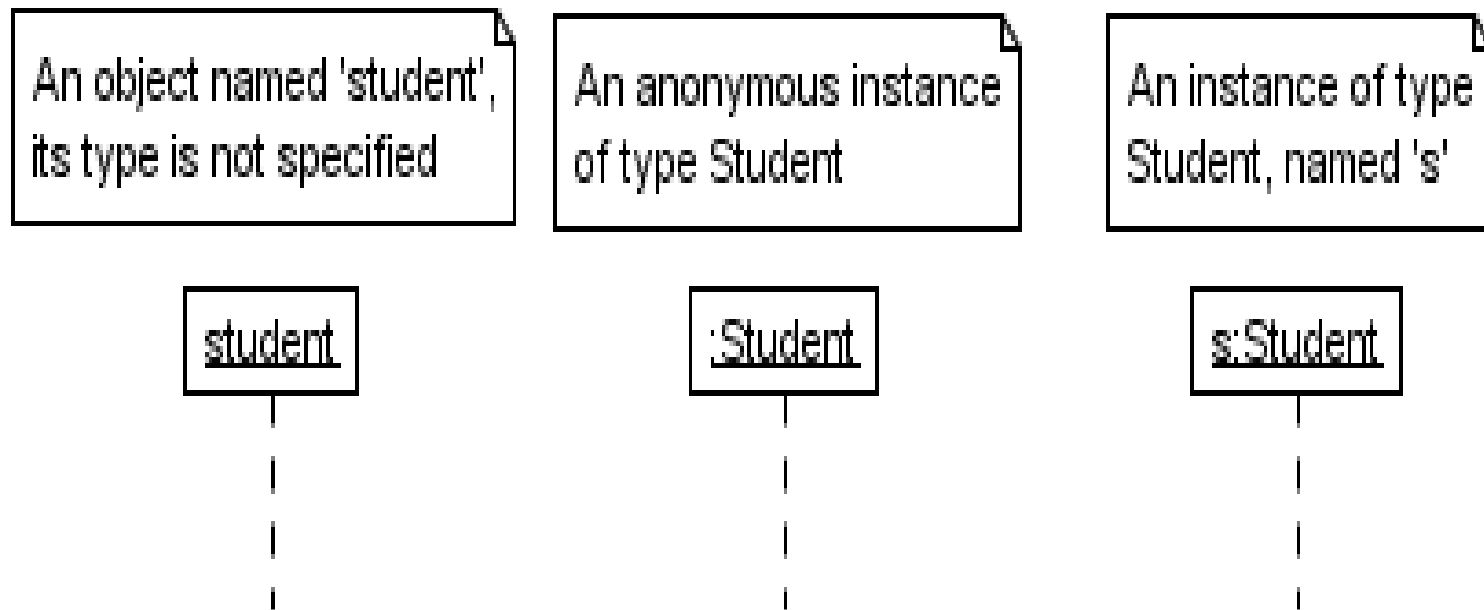 An object named 'student',
its type is not specified
An anonymous instance
of type Student
An instance of type
Student, named 's'
student
:Student
s:Student